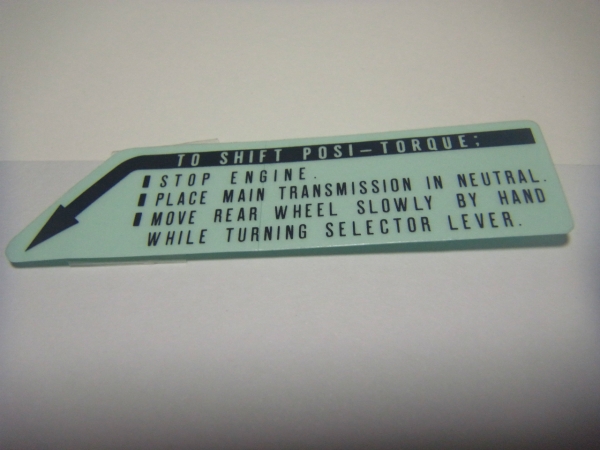 TO SHIFT POSI-TORQUE:
▮ STOP ENGINE.
▮ PLACE MAIN TRANSMISSION IN NEUTRAL.
▮ MOVE REAR WHEEL SLOWLY BY HAND
WHILE TURNING SELECTOR LEVER.